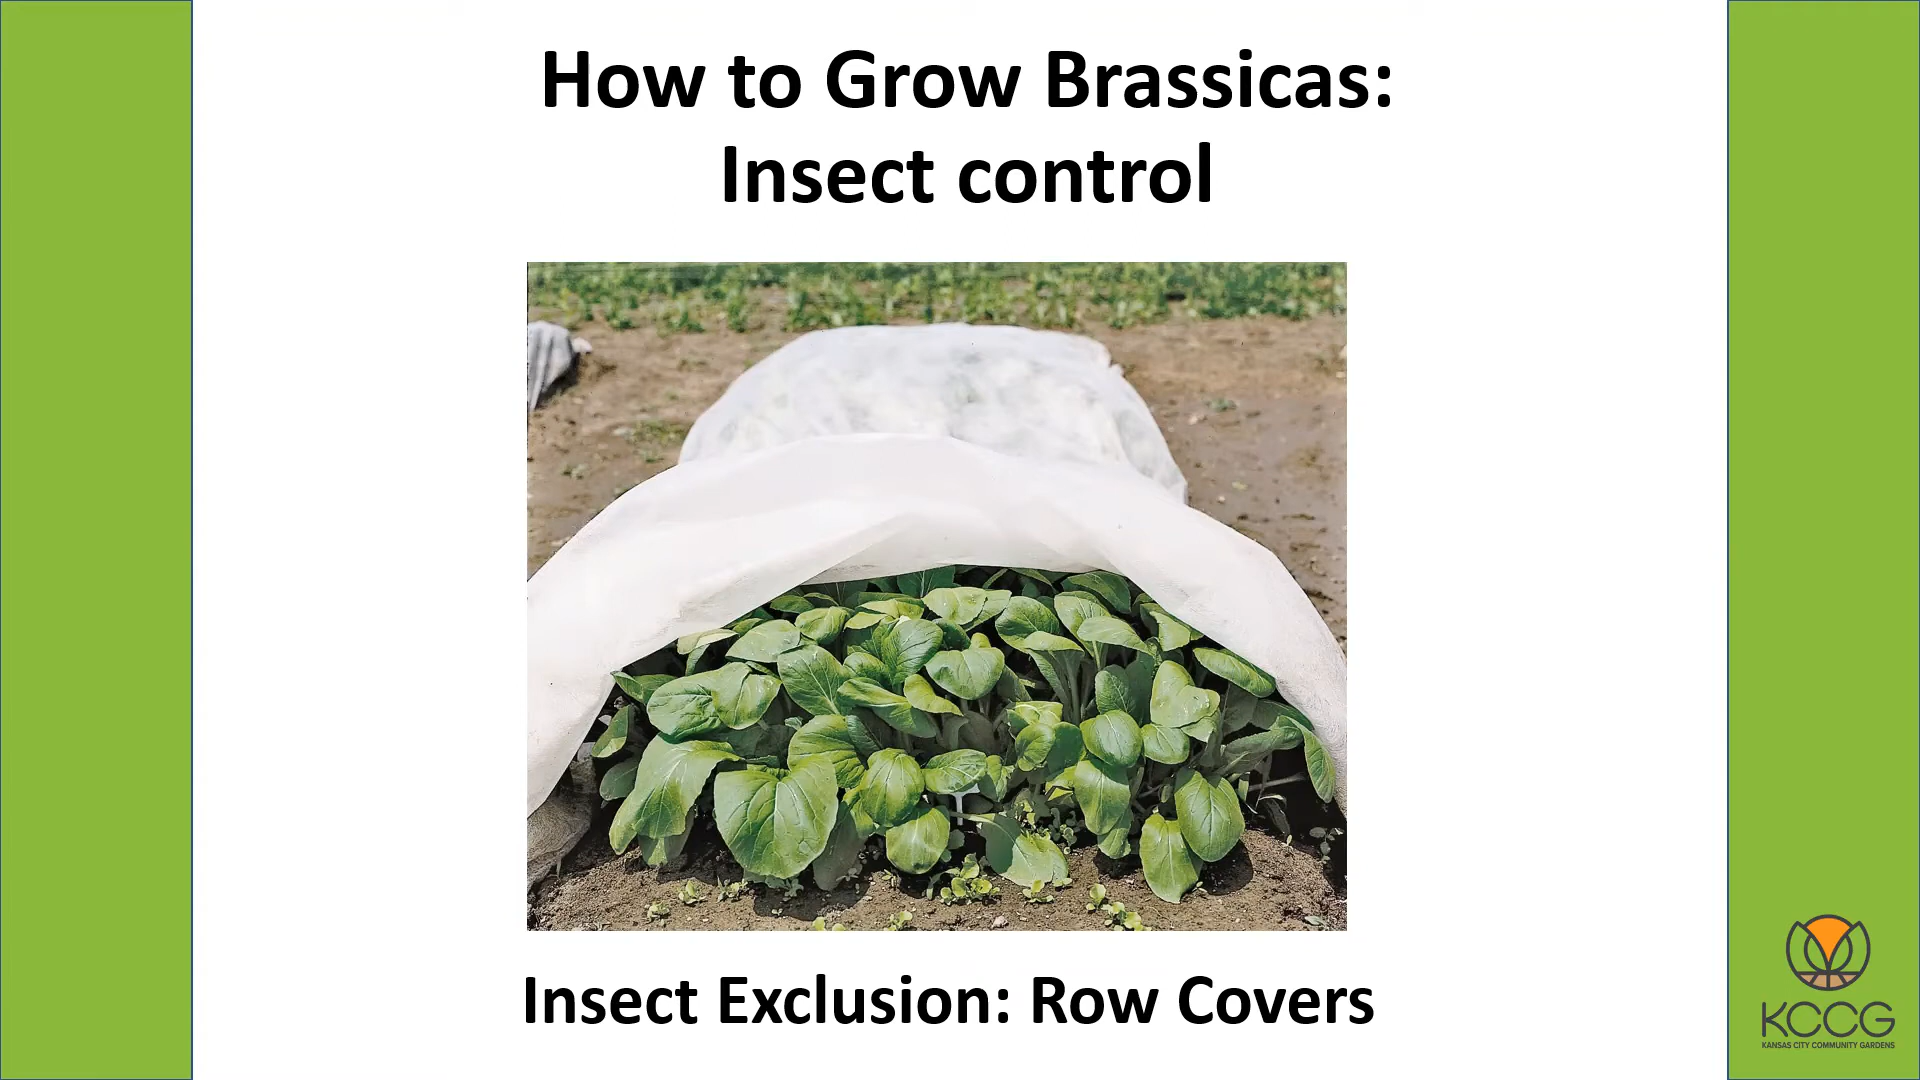 How to Grow Brassicas:
Insect control
Insect Exclusion: Row Covers
KCCG
KANSAS CITY COMMUNITY GARDENS